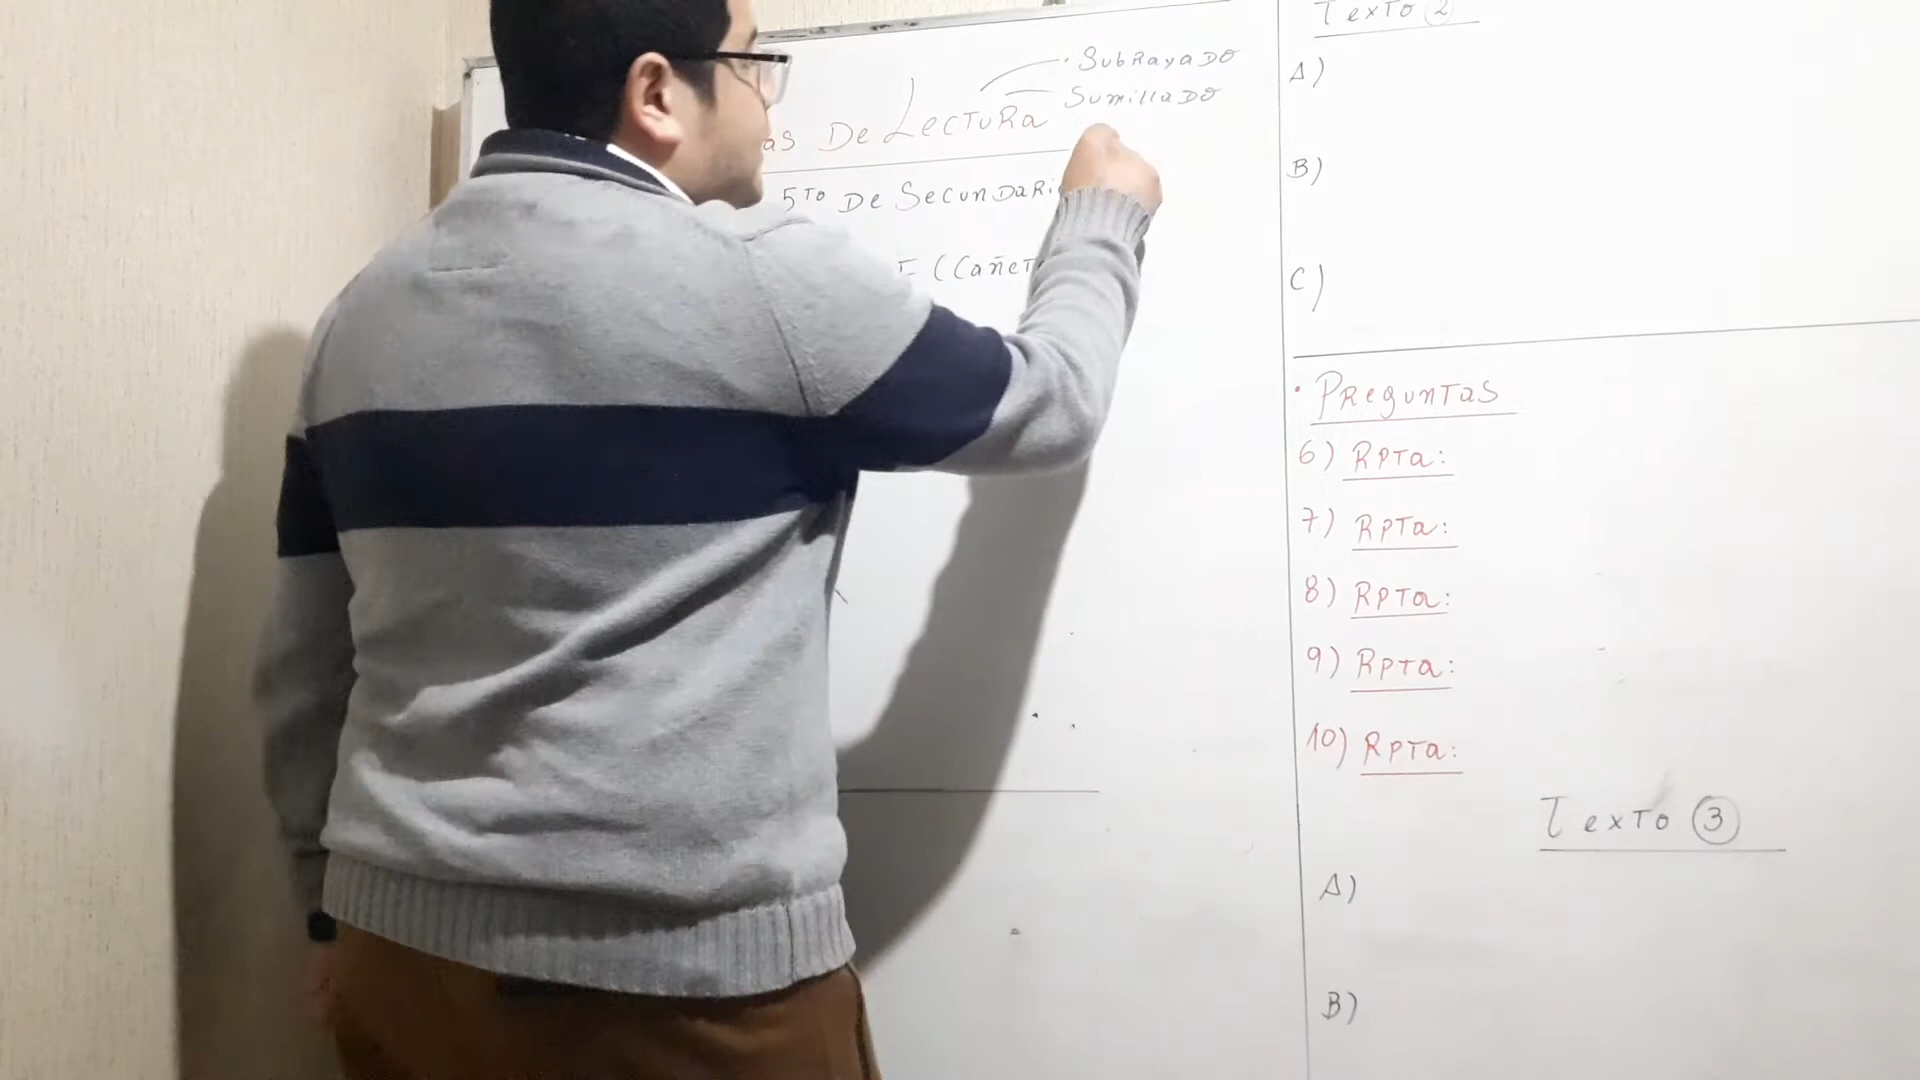 as De Lectura
· Subrayado
Sumillado
5to De Secundari
E (Cañet
Texto 2
A)
B)
C)
· Preguntas
6) Rpta:
7) Rpta:
8) Rpta:
9) Rpta:
10) Rpta:
Texto 3
A)
B)